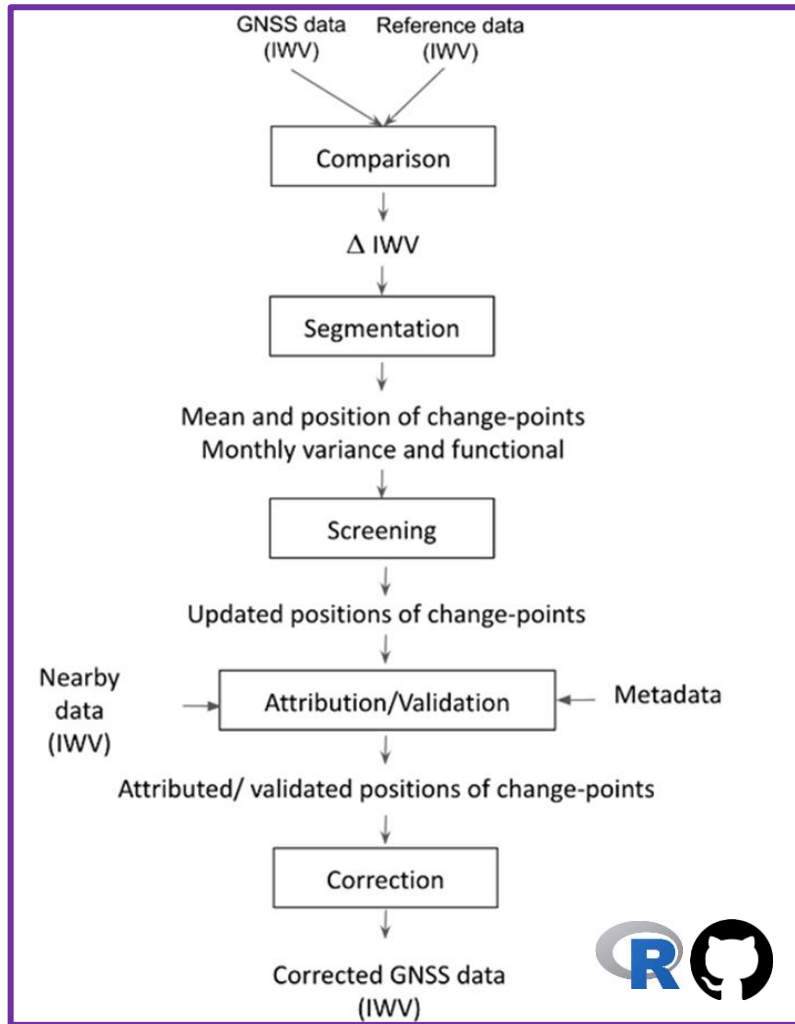 GNSS data Reference data
(IWV) (IWV)
Comparison
Δ IWV
Segmentation
Mean and position of change-points
Monthly variance and functional
Screening
Updated positions of change-points
Nearby
data
(IWV)
Attribution/Validation
Metadata
Attributed/ validated positions of change-points
Correction
Corrected GNSS data
(IWV)
R